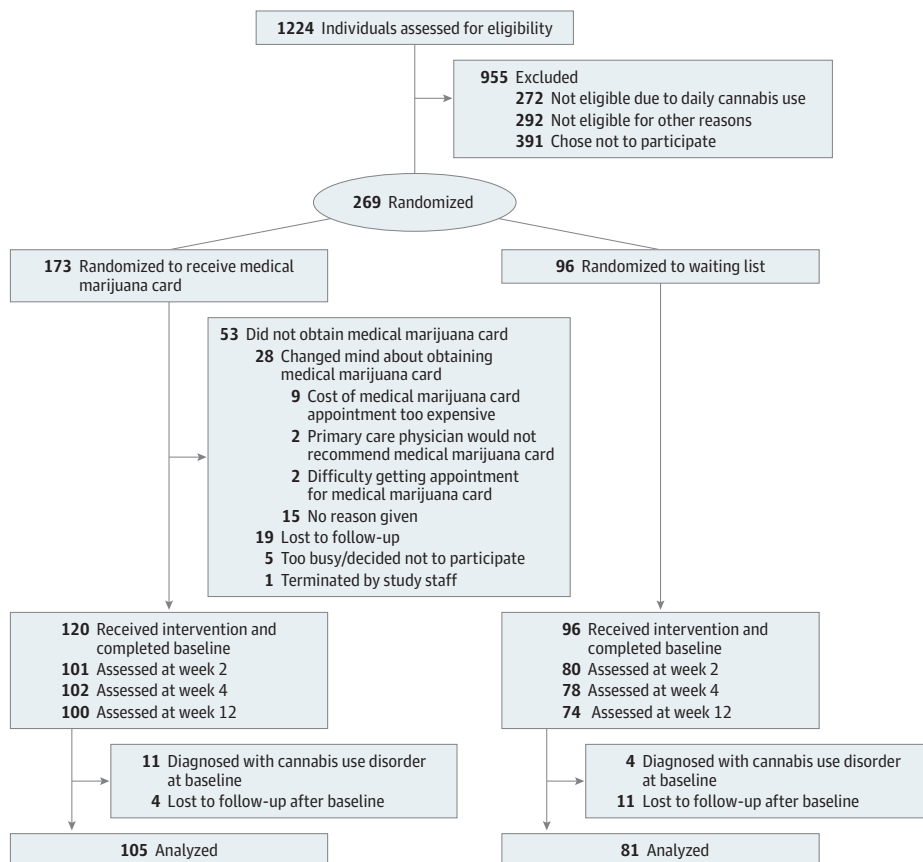 1224 Individuals assessed for eligibility
955 Excluded
272 Not eligible due to daily cannabis use
292 Not eligible for other reasons
391 Chose not to participate
269 Randomized
173 Randomized to receive medical
marijuana card
96 Randomized to waiting list
53 Did not obtain medical marijuana card
28 Changed mind about obtaining
medical marijuana card
9 Cost of medical marijuana card
appointment too expensive
2 Primary care physician would not
recommend medical marijuana card
2 Difficulty getting appointment
for medical marijuana card
15 No reason given
19 Lost to follow-up
5 Too busy/decided not to participate
1 Terminated by study staff
120 Received intervention and
completed baseline
101 Assessed at week 2
102 Assessed at week 4
100 Assessed at week 12
96 Received intervention and
completed baseline
80 Assessed at week 2
78 Assessed at week 4
74 Assessed at week 12
11 Diagnosed with cannabis use disorder
at baseline
4 Lost to follow-up after baseline
4 Diagnosed with cannabis use disorder
at baseline
11 Lost to follow-up after baseline
105 Analyzed
81 Analyzed